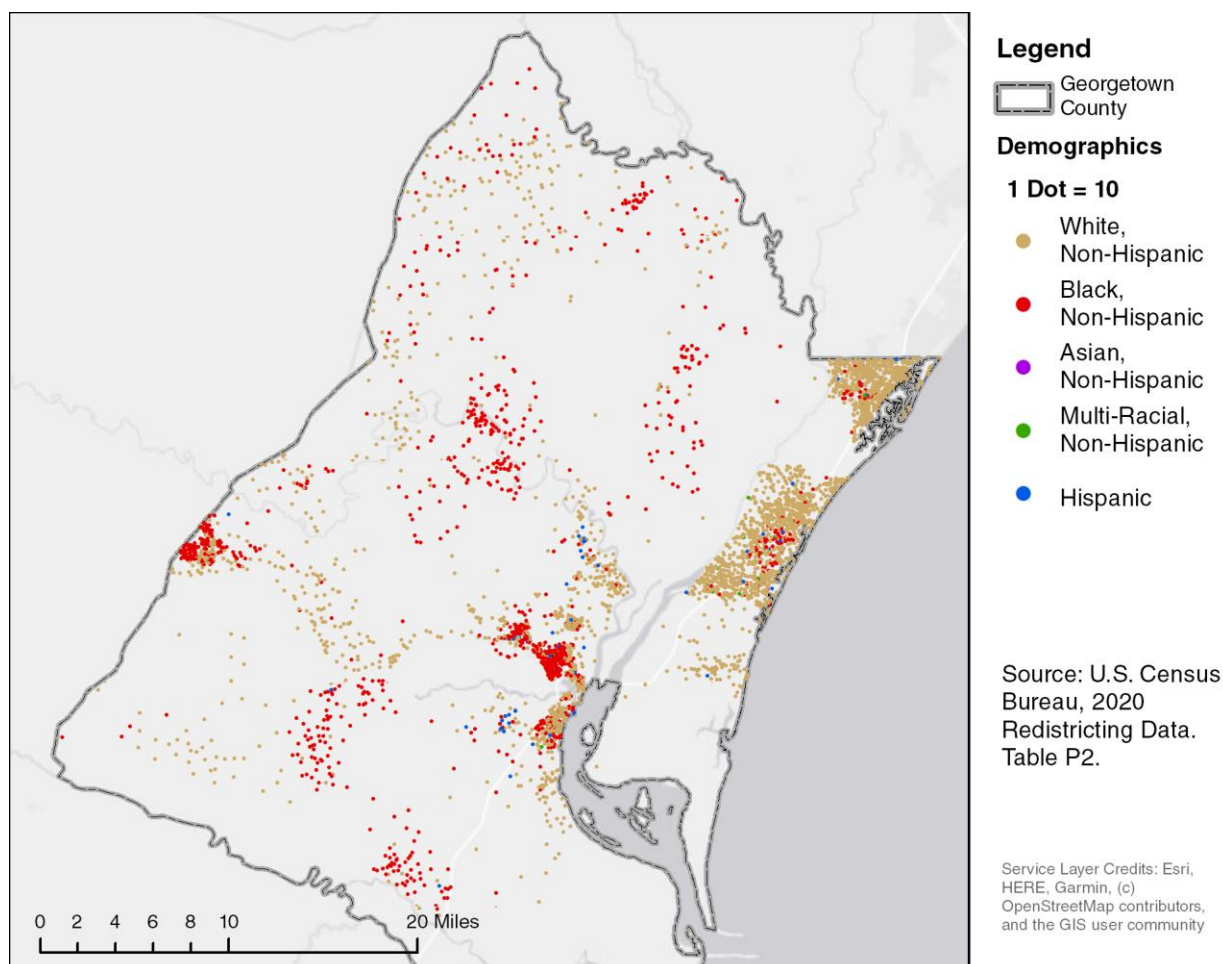 Legend
Georgetown
County
Demographics
1 Dot = 10
White,
Non-Hispanic
Black,
Non-Hispanic
Asian,
Non-Hispanic
Multi-Racial,
Non-Hispanic
Hispanic
Source: U.S. Census
Bureau, 2020
Redistricting Data.
Table P2.
Service Layer Credits: Esri,
HERE, Garmin, (c)
OpenStreetMap contributors,
and the GIS user community
0 2 4 6 8 10 20 Miles